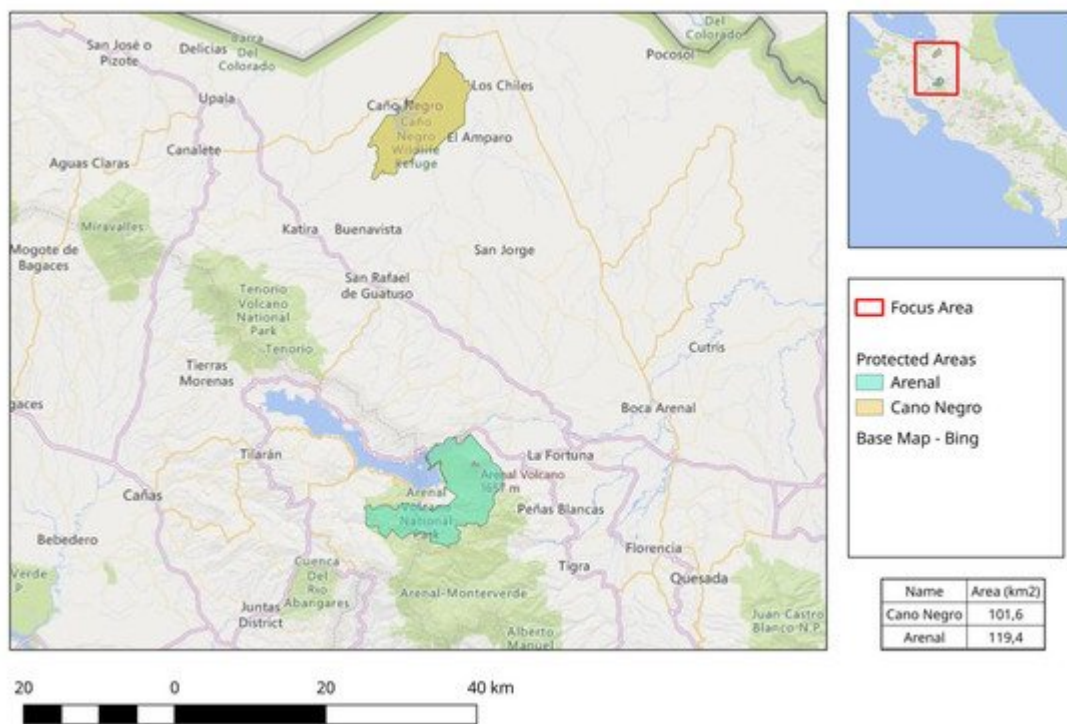 San José o
Pizote
Delicias
Barra
Del
Colorado
Del
Colorado
Pocosol
Upala
Los Chiles
Caño Negro
Caño
Negro
Wildlife
Refuge
El Amparo
Canalete
Aguas Claras
Miravalles
Katira
Buenavista
Mogote de
Bagaces
San Jorge
San Rafael
de Guatuso
Tenorio
Volcano
National
Park
Tenorio
Cutris
Tierras
Morenas
gaces
Boca Arenal
Tilarán
La Fortuna
Arenal Volcano
1657 m
Cañas
Arenal
Volcano
National
Park
Peñas Blancas
Bebedero
Florencia
Cuenca
Del
Rio
Abangares
Tigra
Quesada
Verde
P.
Arenal-Monterverde
Juntas
District
Alberto
Manuel
Juan Castro
Blanco N.P.
20 0 20 40 km
Focus Area
Protected Areas
Arenal
Cano Negro
Base Map - Bing
Name Area (km2)
Cano Negro 101,6
Arenal 119,4